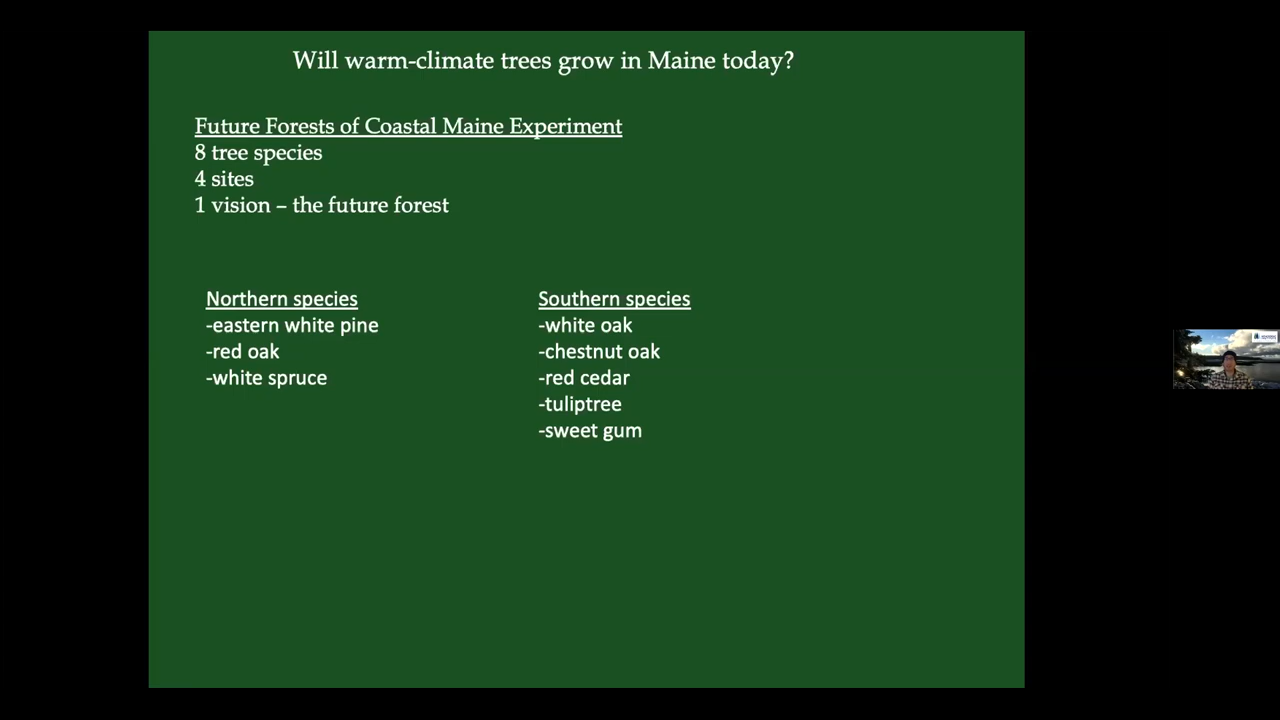 Will warm-climate trees grow in Maine today?
Future Forests of Coastal Maine Experiment
8 tree species
4 sites
1 vision – the future forest
Northern species
-eastern white pine
-red oak
-white spruce
Southern species
-white oak
-chestnut oak
-red cedar
-tuliptree
-sweet gum